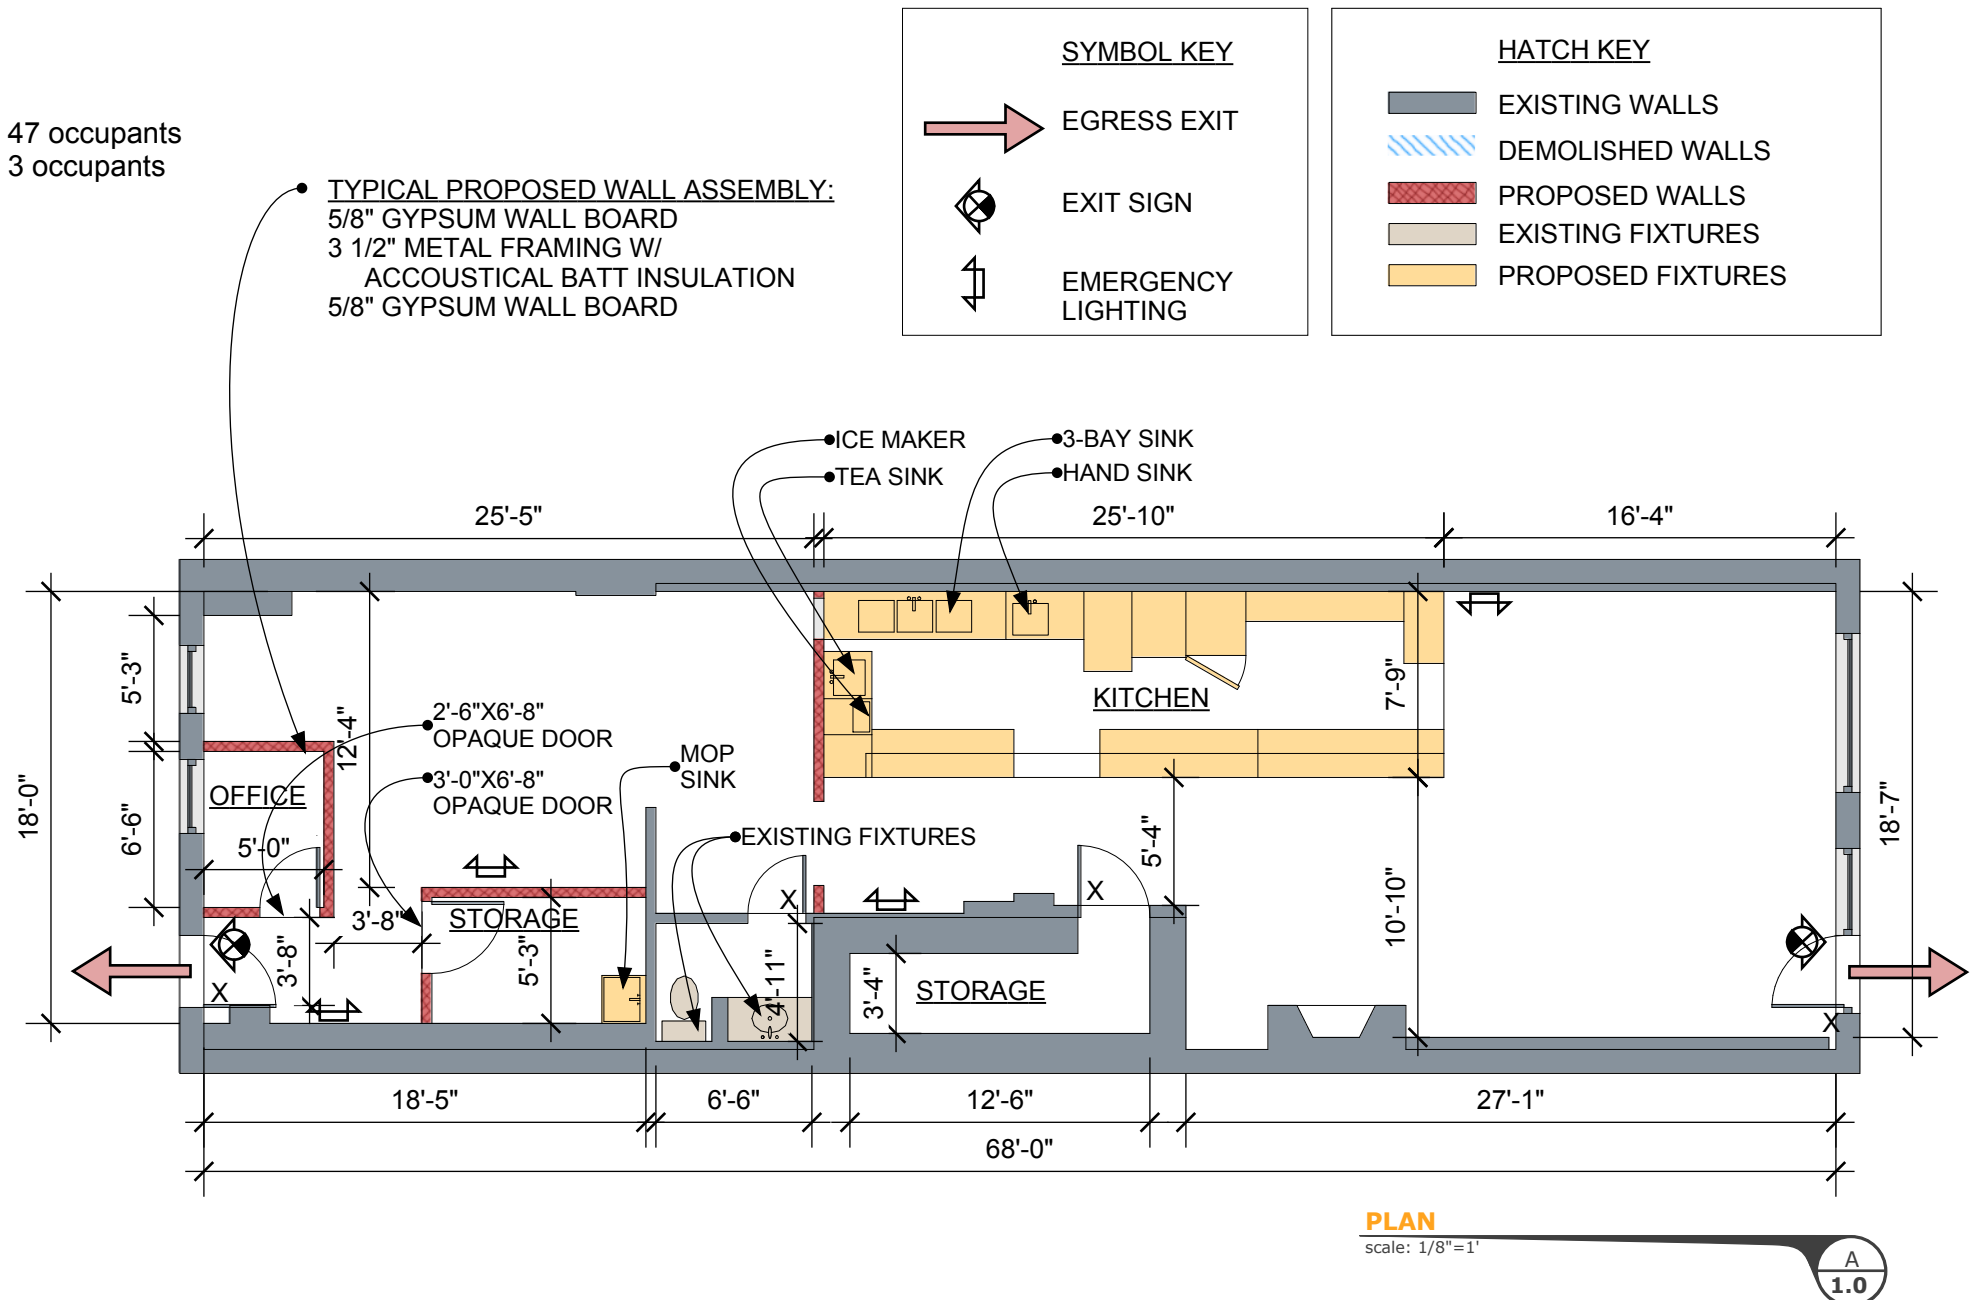 47 occupants
3 occupants
TYPICAL PROPOSED WALL ASSEMBLY:
5/8" GYPSUM WALL BOARD
3 1/2" METAL FRAMING W/
ACCOUSTICAL BATT INSULATION
5/8" GYPSUM WALL BOARD
SYMBOL KEY
EGRESS EXIT
EXIT SIGN
EMERGENCY
LIGHTING
HATCH KEY
EXISTING WALLS
DEMOLISHED WALLS
PROPOSED WALLS
EXISTING FIXTURES
PROPOSED FIXTURES
ICE MAKER
TEA SINK
3-BAY SINK
HAND SINK
25'-5"
25'-10"
16'-4"
18'-0"
5'-3"
6'-6"
12'-4"
2'-6"X6'-8"
OPAQUE DOOR
3'-0"X6'-8"
OPAQUE DOOR
MOP
SINK
EXISTING FIXTURES
OFFICE
5'-0"
KITCHEN
7'-9"
5'-4"
10'-10"
18'-7"
3'-8"
3'-8"
STORAGE
5'-3"
4'-11"
3'-4"
STORAGE
X
X
X
X
18'-5"
6'-6"
12'-6"
27'-1"
68'-0"
PLAN
scale: 1/8"=1'
A
1.0